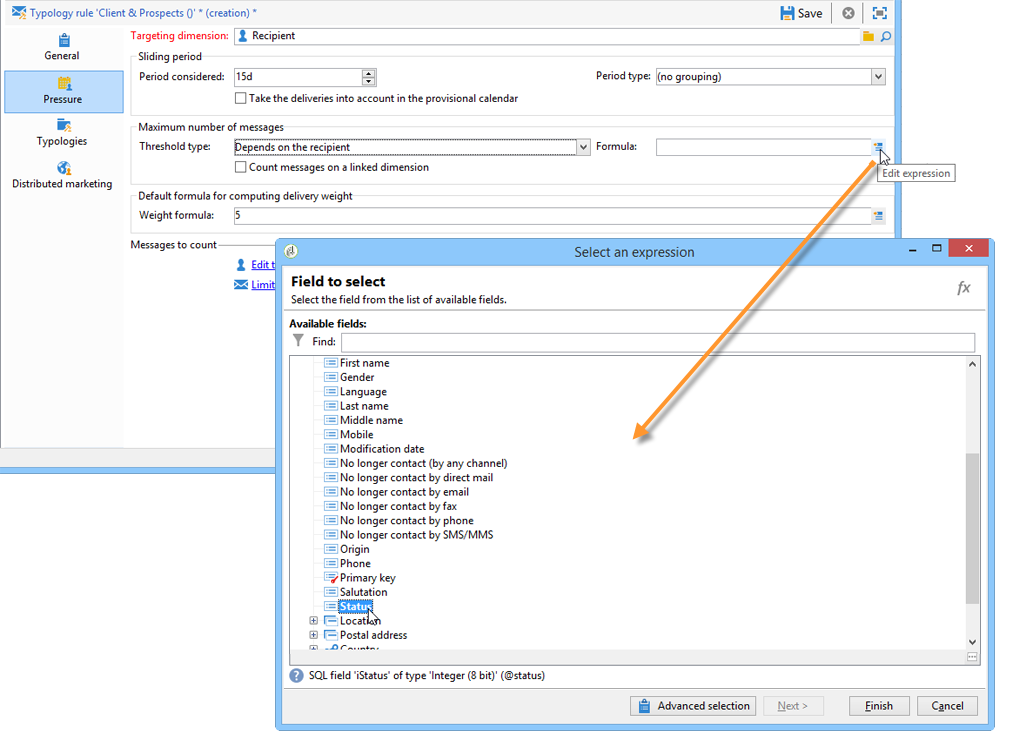 Typology rule 'Client & Prospects ()' * (creation) *
Save
General
Pressure
Typologies
Distributed marketing
Targeting dimension: Recipient
Sliding period
Period considered: 15d
Period type: (no grouping)
Take the deliveries into account in the provisional calendar
Maximum number of messages
Threshold type: Depends on the recipient
Formula:
Edit expression
Count messages on a linked dimension
Default formula for computing delivery weight
Weight formula: 5
Messages to count
Edit t
Limit
Select an expression
Field to select
fx
Select the field from the list of available fields.
Available fields:
Find:
First name
Gender
Language
Last name
Middle name
Mobile
Modification date
No longer contact (by any channel)
No longer contact by direct mail
No longer contact by email
No longer contact by fax
No longer contact by phone
No longer contact by SMS/MMS
Origin
Phone
Primary key
Salutation
Status
Location
Postal address
Country
SQL field 'iStatus' of type 'Integer (8 bit)' (@status)
Advanced selection
Next >
Finish
Cancel